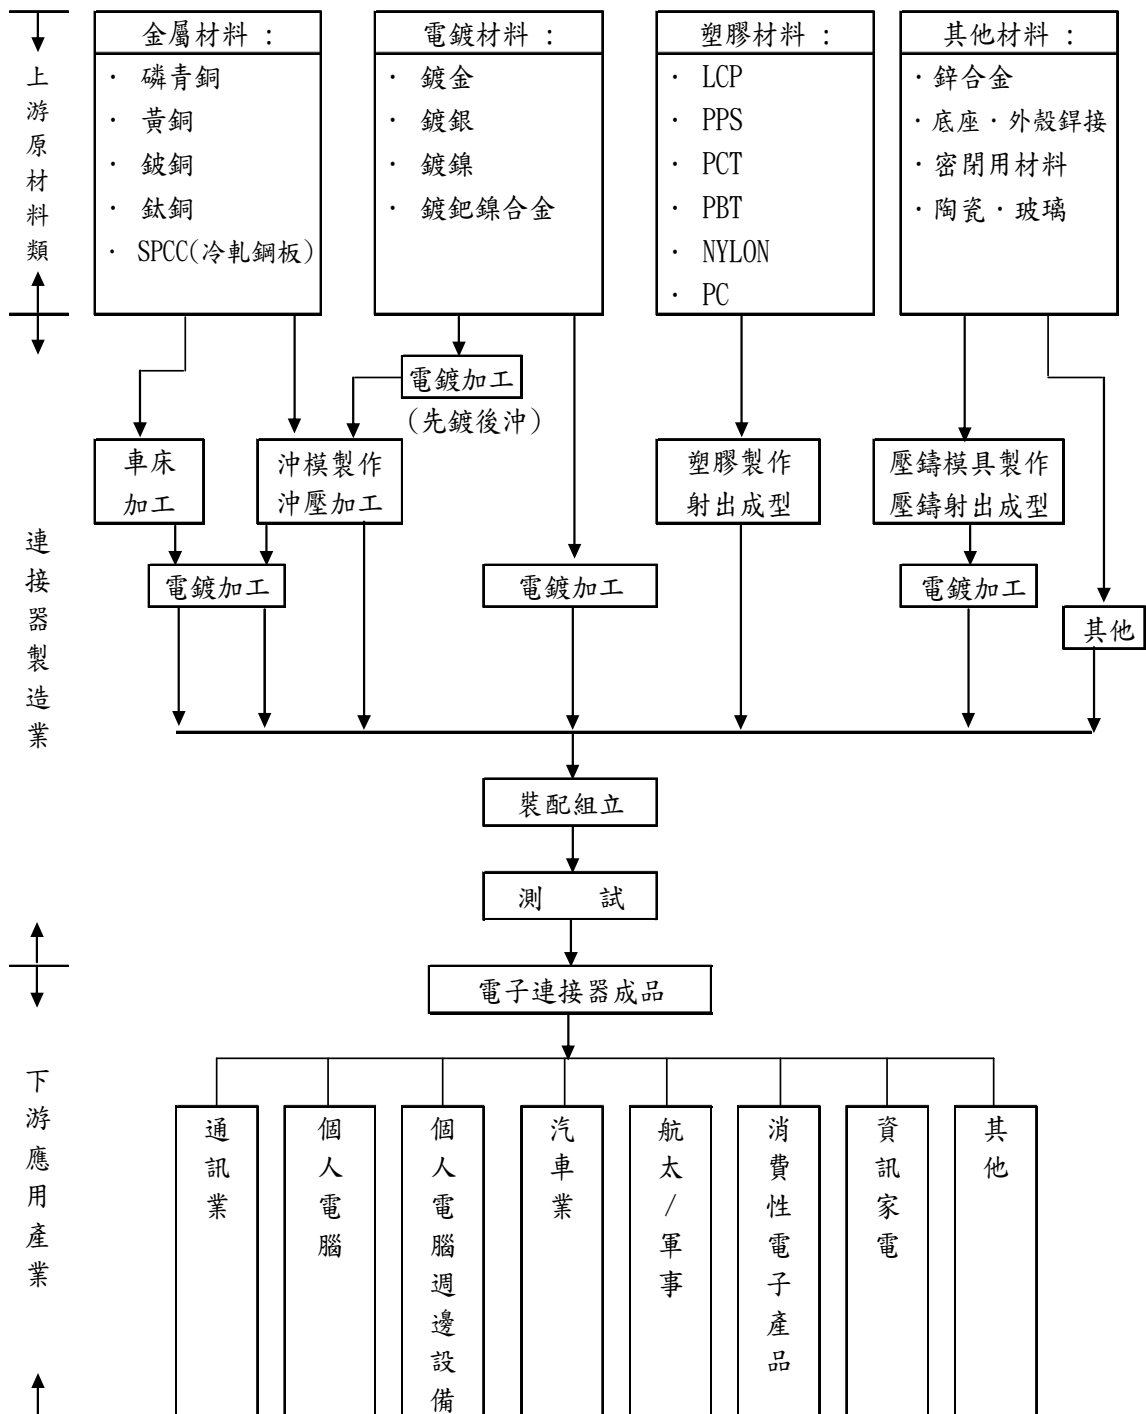 上游原材料類
金屬材料 :
· 磷青銅
· 黃銅
· 鈹銅
· 鈦銅
· SPCC(冷軋鋼板)
電鍍材料 :
· 鍍金
· 鍍銀
· 鍍鎳
· 鍍鈀鎳合金
塑膠材料 :
· LCP
· PPS
· PCT
· PBT
· NYLON
· PC
其他材料 :
·鋅合金
·底座·外殼銲接
·密閉用材料
·陶瓷·玻璃
連接器製造業
電鍍加工
(先鍍後沖)
車床
加工
沖模製作
沖壓加工
塑膠製作
射出成型
壓鑄模具製作
壓鑄射出成型
電鍍加工
電鍍加工
電鍍加工
其他
裝配組立
測 試
電子連接器成品
下游應用產業
通訊業
個人電腦
個人電腦週邊設備
汽車業
航太/軍事
消費性電子產品
資訊家電
其他